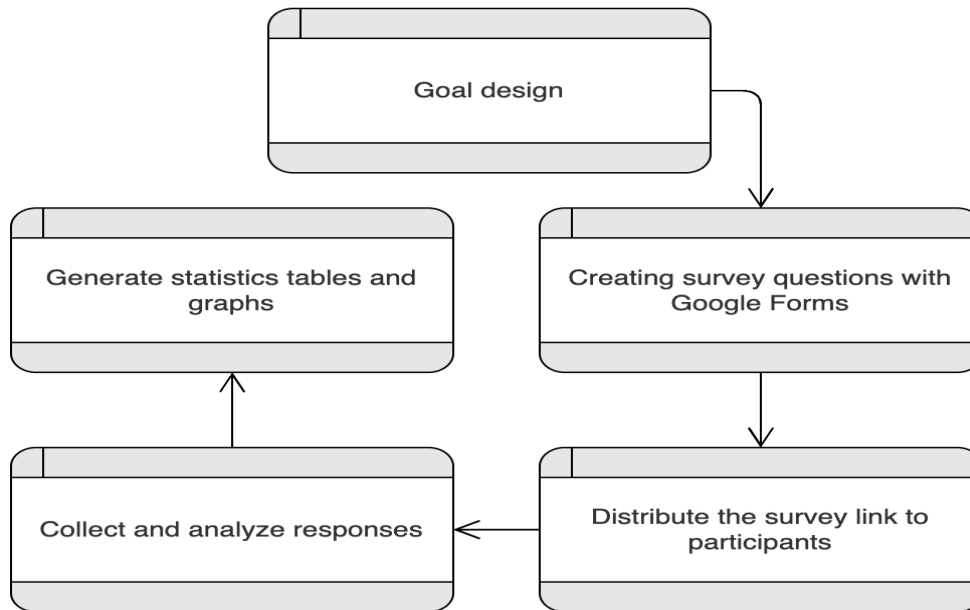 Goal design
Creating survey questions with
Google Forms
Distribute the survey link to
participants
Collect and analyze responses
Generate statistics tables and
graphs